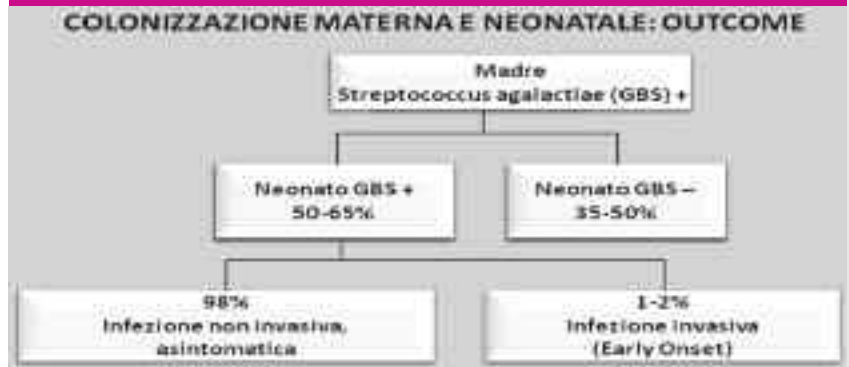 COLONIZZAZIONE MATERNA E NEONATALE: OUTCOME
Madre
Streptococcus agalactiae (GBS) +
Neonato GBS +
50-65%
Neonato GBS –
35-50%
98%
Infezione non invasiva,
asintomatica
1-2%
Infezione invasiva
(Early Onset)